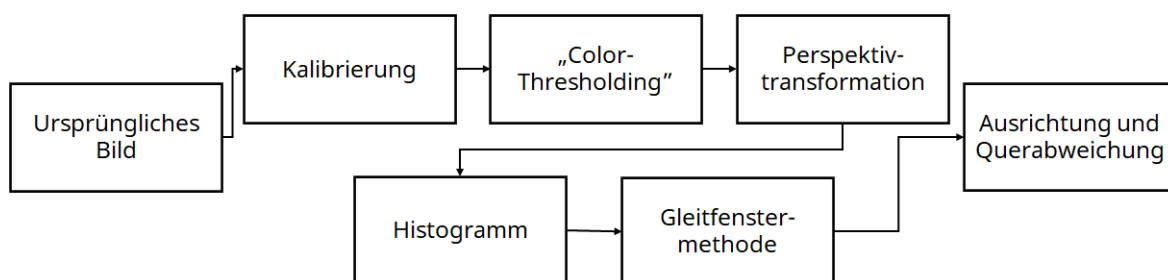 Ursprüngliches
Bild
Kalibrierung
„Color-
Thresholding”
Perspektiv-
transformation
Histogramm
Gleitfenster-
methode
Ausrichtung und
Querabweichung